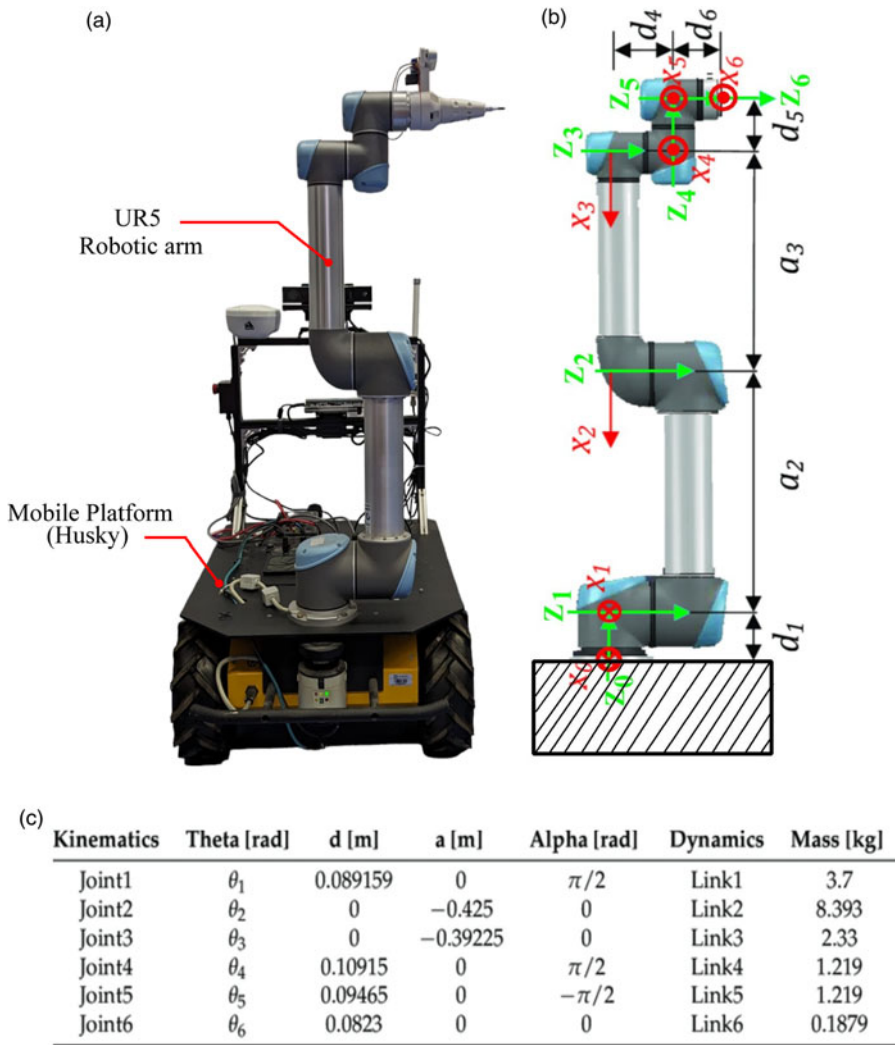 (a)
UR5
Robotic arm
Mobile Platform
(Husky)
(b)
d₄ d₆
x₅ x₆
Z₅ Z₆
d₅
Z₃
x₄
Z₄
x₃
a₃
Z₂
x₂
a₂
x₁
Z₁
d₁
x₀
Z₀
(c)
Kinematics Theta [rad] d [m] a [m] Alpha [rad] Dynamics Mass [kg]
Joint1 θ₁ 0.089159 0 π/2 Link1 3.7
Joint2 θ₂ 0 −0.425 0 Link2 8.393
Joint3 θ₃ 0 −0.39225 0 Link3 2.33
Joint4 θ₄ 0.10915 0 π/2 Link4 1.219
Joint5 θ₅ 0.09465 0 −π/2 Link5 1.219
Joint6 θ₆ 0.0823 0 0 Link6 0.1879